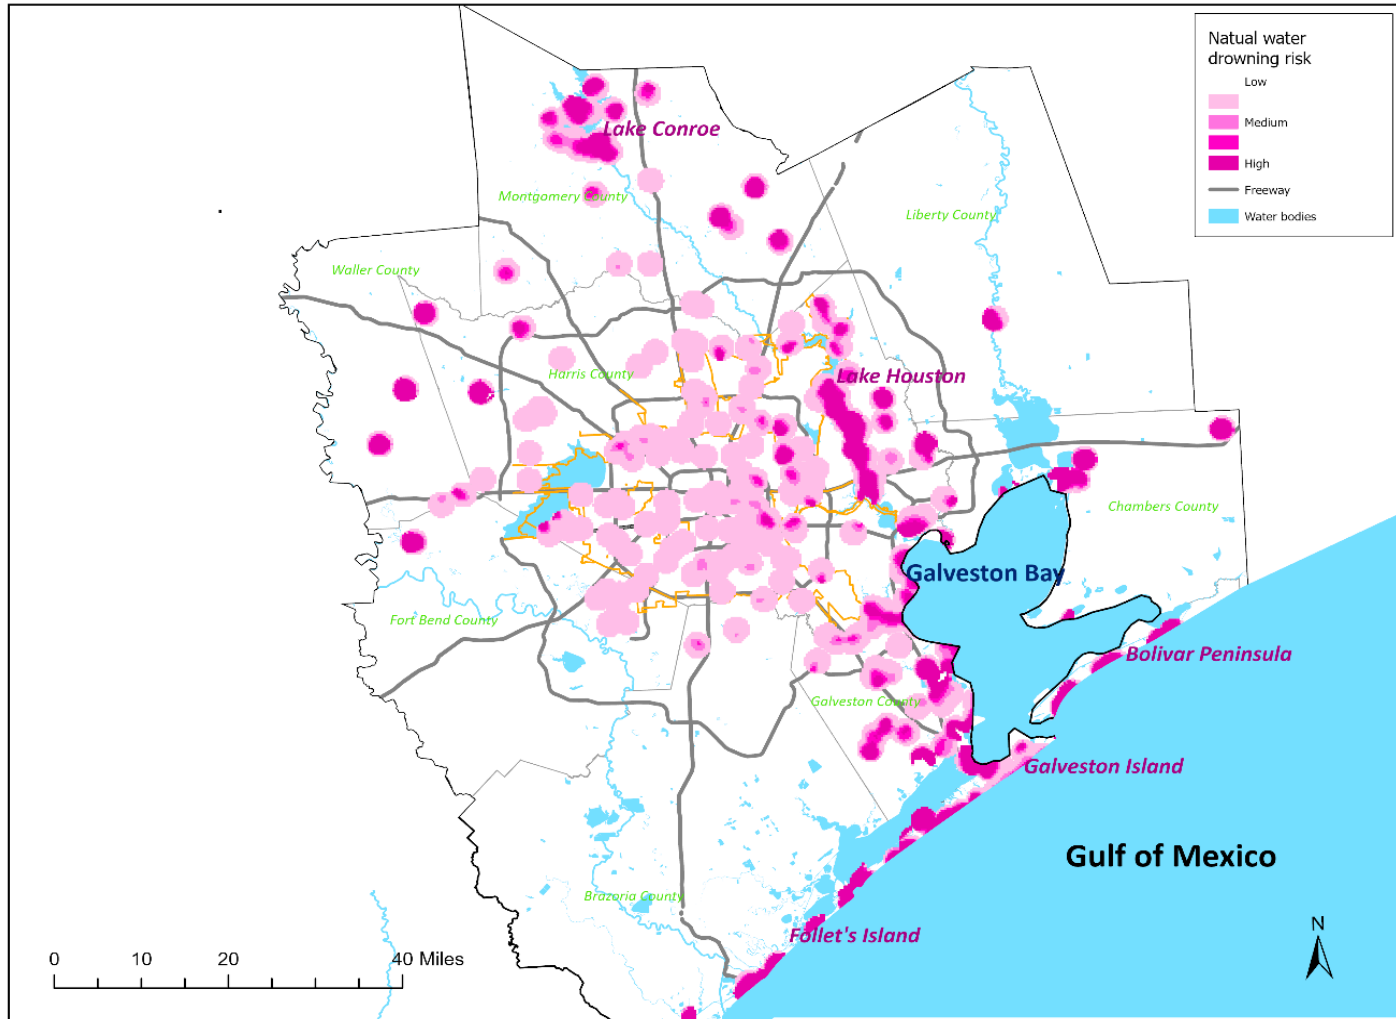 Natual water
drowning risk
Low
Medium
High
Freeway
Water bodies
Lake Conroe
Montgomery County
Liberty County
Waller County
Harris County
Lake Houston
Chambers County
Galveston Bay
Fort Bend County
Bolivar Peninsula
Galveston County
Galveston Island
Gulf of Mexico
Brazoria County
Follet's Island
N
0 10 20 40 Miles